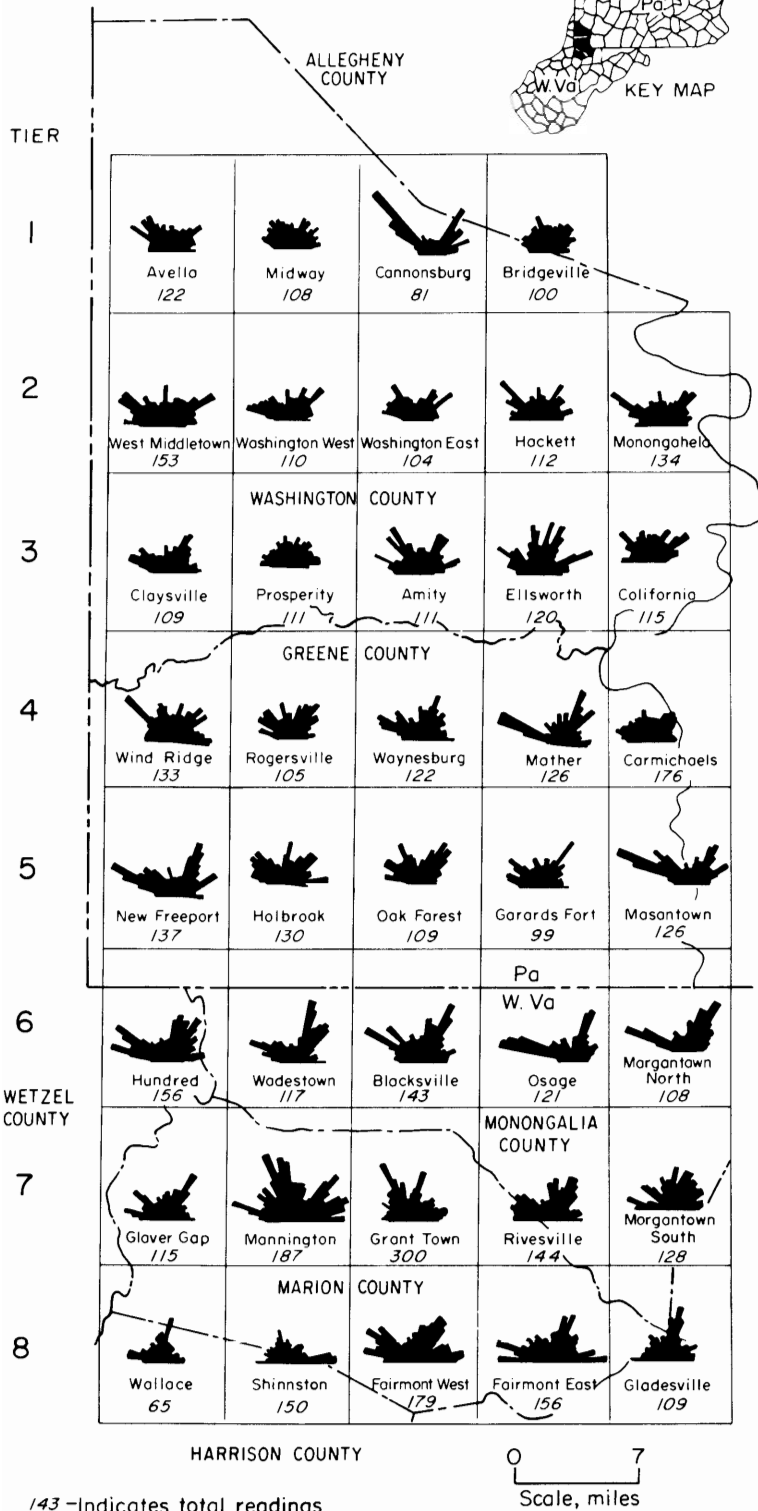 Pa.
W. Va
KEY MAP
ALLEGHENY
COUNTY
TIER
1
Avella
122
Midway
108
Cannonsburg
81
Bridgeville
100
2
West Middletown
153
Washington West
110
Washington East
104
Hackett
112
Monongahela
134
WASHINGTON COUNTY
3
Claysville
109
Prosperity
111
Amity
111
Ellsworth
120
California
115
GREENE COUNTY
4
Wind Ridge
133
Rogersville
105
Waynesburg
122
Mather
126
Carmichaels
176
5
New Freeport
137
Holbrook
130
Oak Forest
109
Garards Fort
99
Masantown
126
Pa
W. Va
6
Hundred
156
Wadestown
117
Blacksville
143
Osage
121
Margantown
North
108
WETZEL
COUNTY
MONONGALIA
COUNTY
7
Glaver Gap
115
Mannington
187
Grant Town
300
Rivesville
144
Morgantown
South
128
MARION COUNTY
8
Wallace
65
Shinnston
150
Fairmont West
179
Fairmont East
156
Gladesville
109
HARRISON COUNTY
0 7
Scale, miles
143 - Indicates total readings